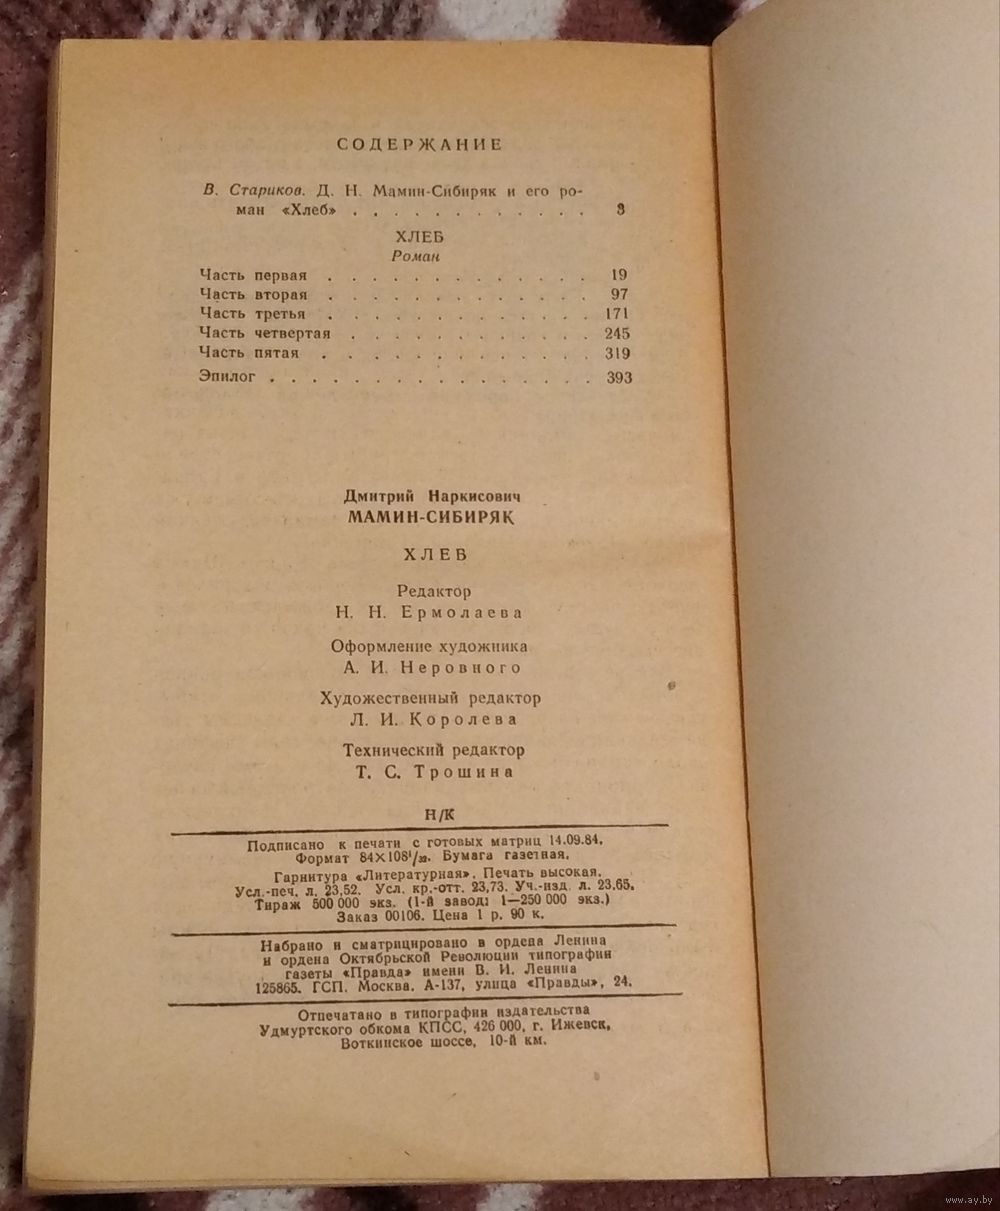 СОДЕРЖАНИЕ
В. Стариков. Д. Н. Мамин-Сибиряк и его ро-
ман «Хлеб» . . . . . . . . . . . 3
ХЛЕБ
Роман
Часть первая . . . . . . . . . . . . 19
Часть вторая . . . . . . . . . . . . 97
Часть третья . . . . . . . . . . . . 171
Часть четвертая . . . . . . . . . . . 245
Часть пятая . . . . . . . . . . . . 319
Эпилог . . . . . . . . . . . . . . . 393
Дмитрий Наркисович
МАМИН-СИБИРЯК
ХЛЕБ
Редактор
Н. Н. Ермолаева
Оформление художника
А. И. Неровного
Художественный редактор
Л. И. Королева
Технический редактор
Т. С. Трошина
Н/К
Подписано к печати с готовых матриц 14.09.84.
Формат 84×108¹/₃₂. Бумага газетная.
Гарнитура «Литературная». Печать высокая.
Усл.-печ. л. 23,52. Усл. кр.-отт. 23,73. Уч.-изд. л. 23,65.
Тираж 500 000 экз. (1-й завод: 1—250 000 экз.)
Заказ 00106. Цена 1 р. 90 к.
Набрано и сматрицировано в ордена Ленина
и ордена Октябрьской Революции типографии
газеты «Правда» имени В. И. Ленина
125865. ГСП. Москва. А-137, улица «Правды», 24.
Отпечатано в типографии издательства
Удмуртского обкома КПСС, 426 000, г. Ижевск,
Воткинское шоссе, 10-й км.
www.ay.by